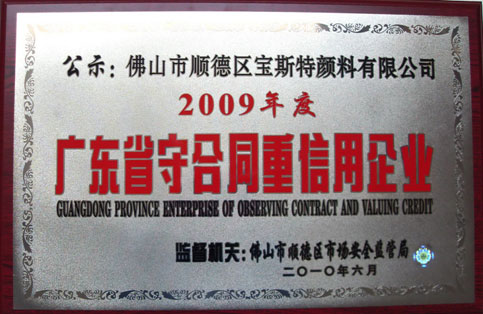 公示：佛山市顺德区宝斯特颜料有限公司
2009年度
广东省守合同重信用企业
GUANGDONG PROVINCE ENTERPRISE OF OBSERVING CONTRACT AND VALUING CREDIT
监督机关：佛山市顺德区市场安全监管局
二〇一〇年六月